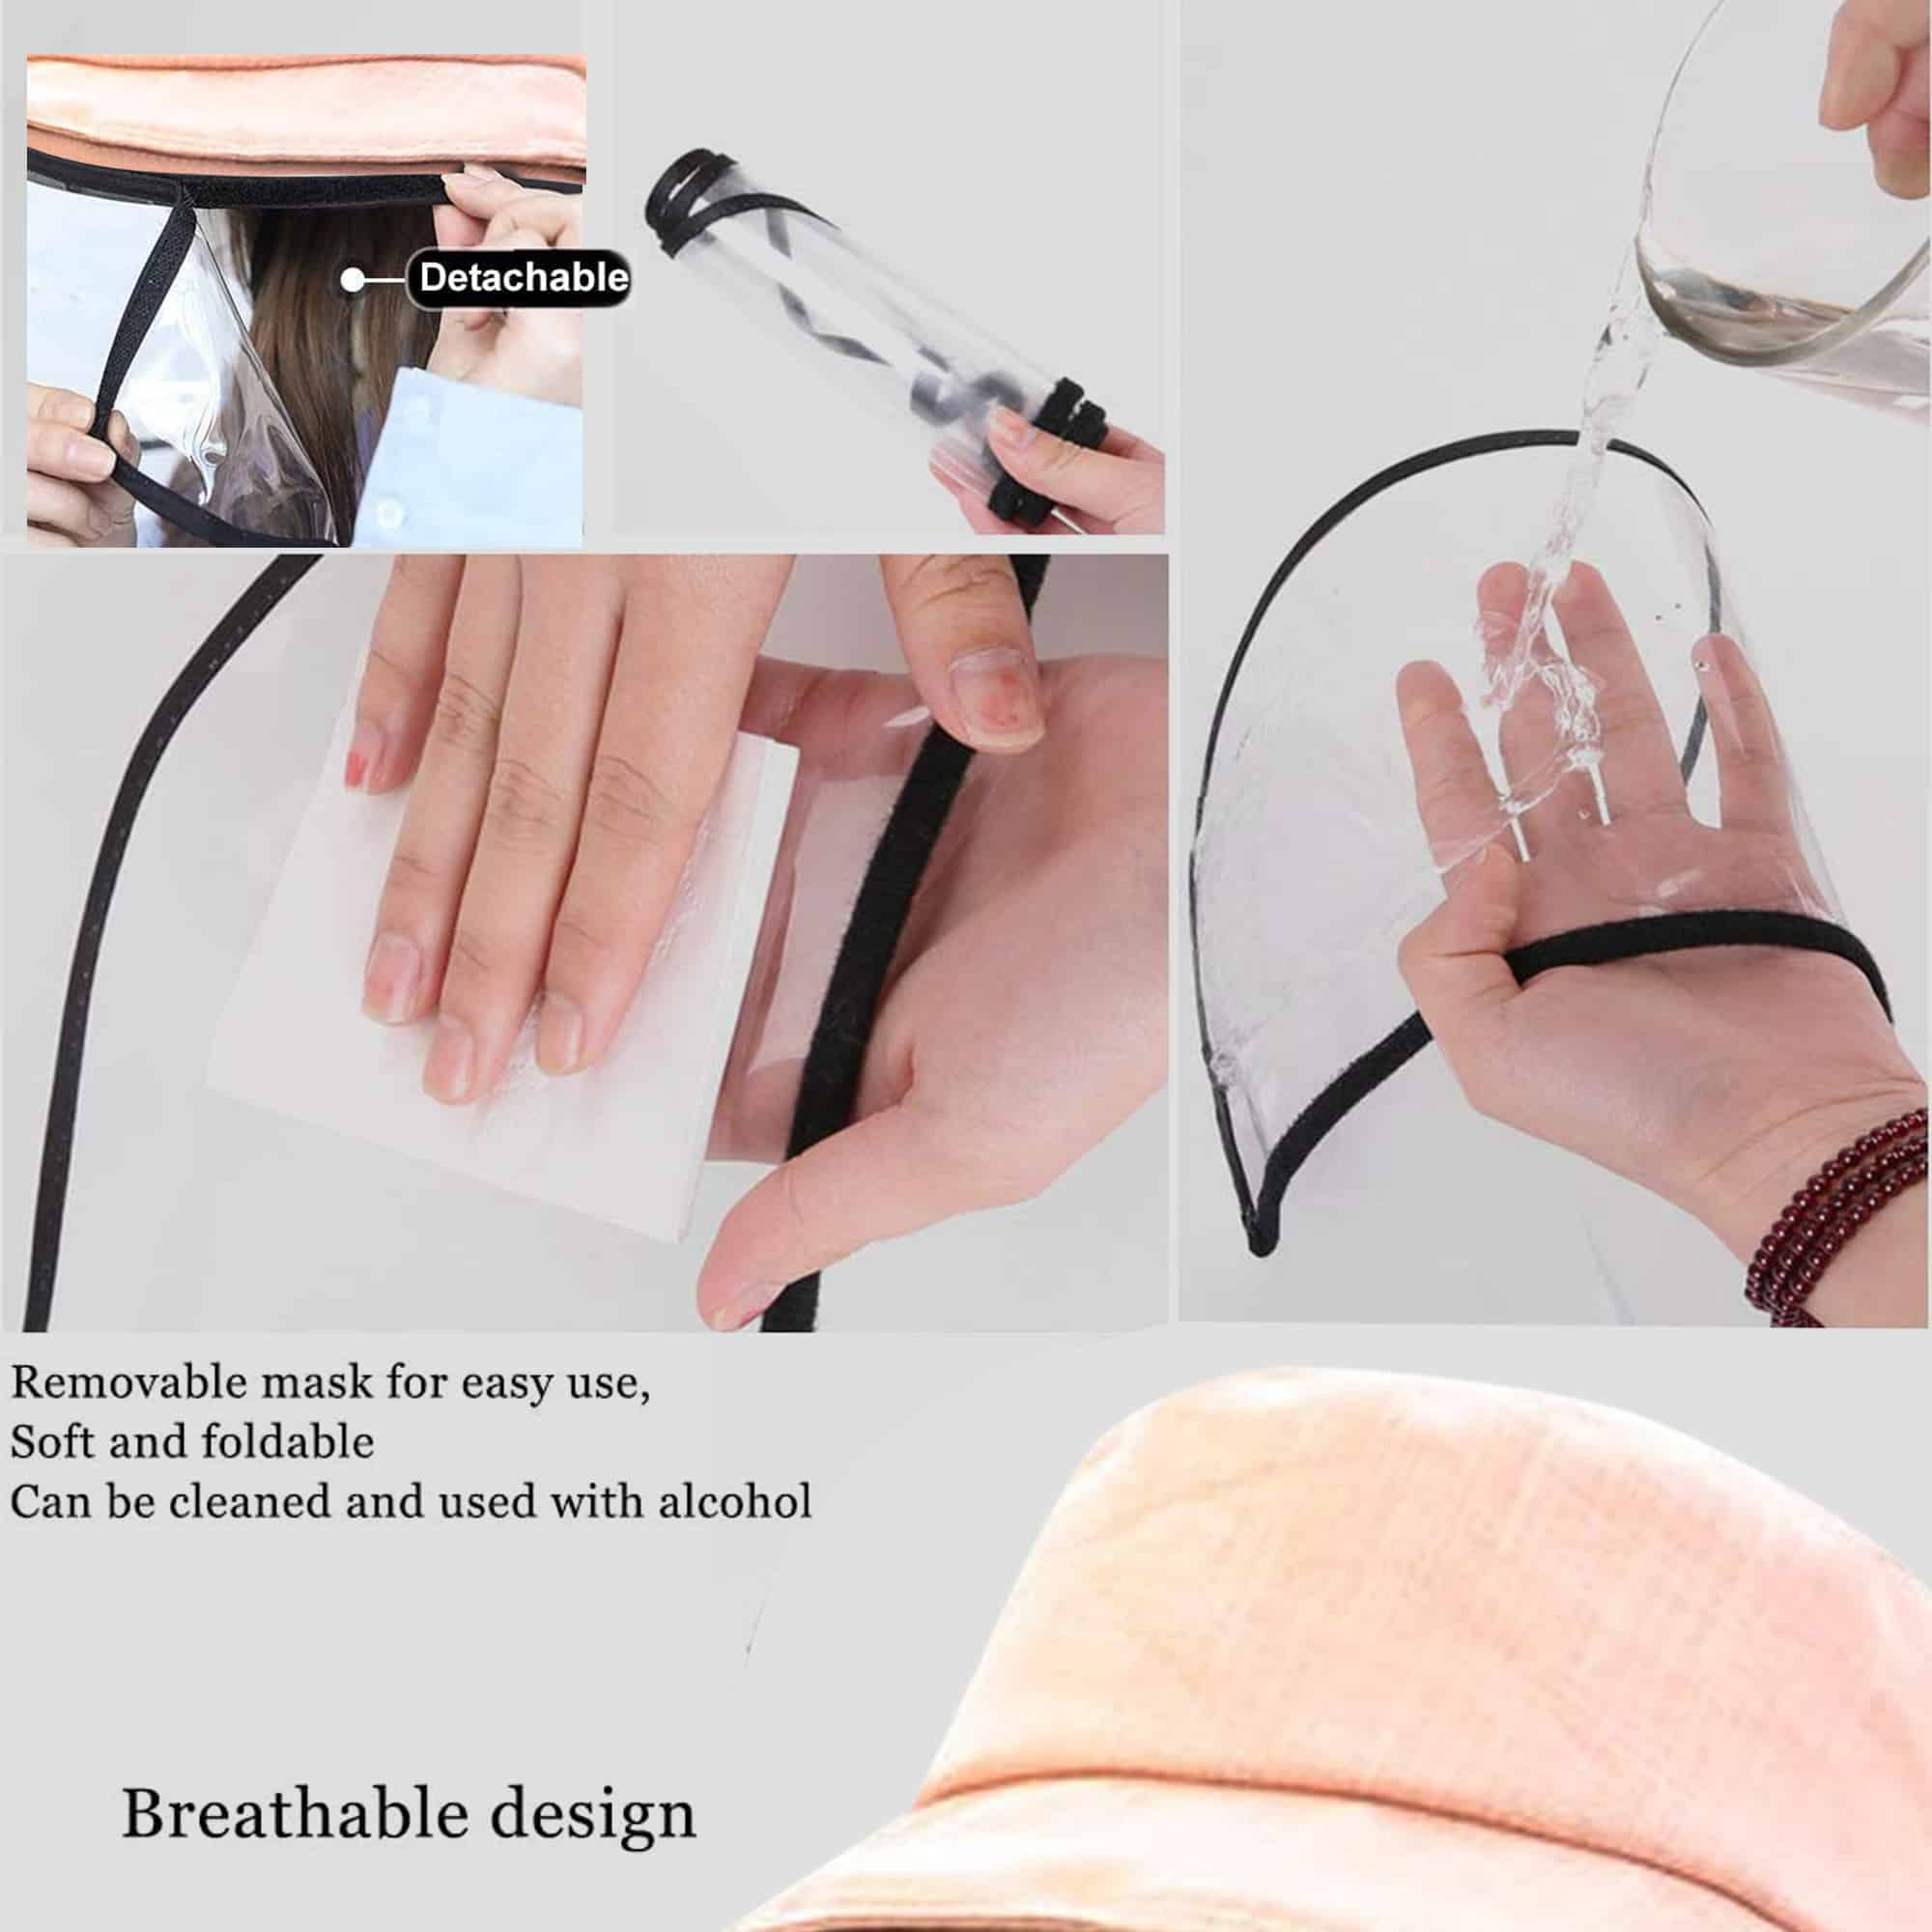 Detachable
Removable mask for easy use,
Soft and foldable
Can be cleaned and used with alcohol
Breathable design